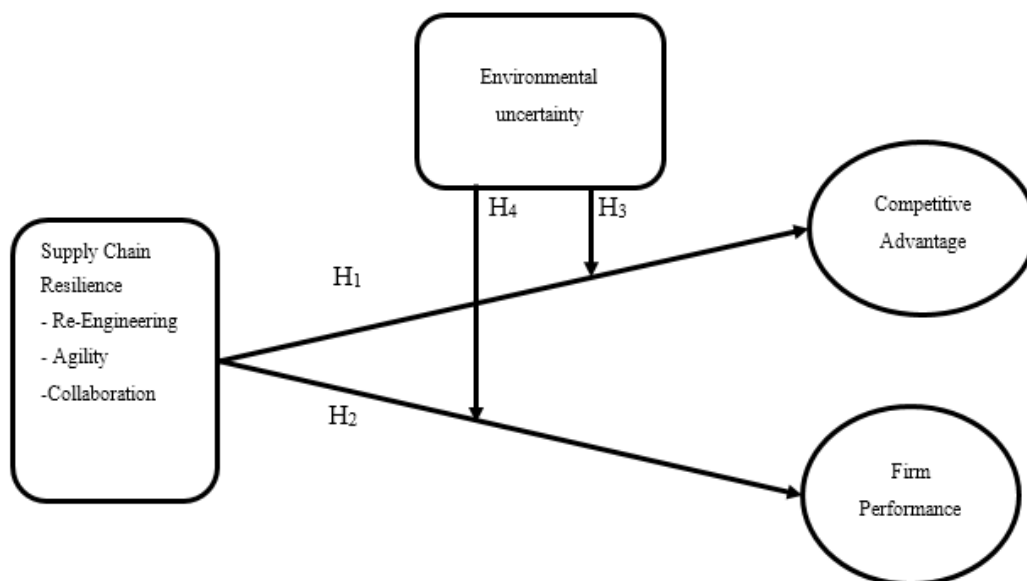 Environmental
uncertainty
H₄
H₃
Competitive
Advantage
Supply Chain
Resilience
- Re-Engineering
- Agility
-Collaboration
H₁
H₂
Firm
Performance